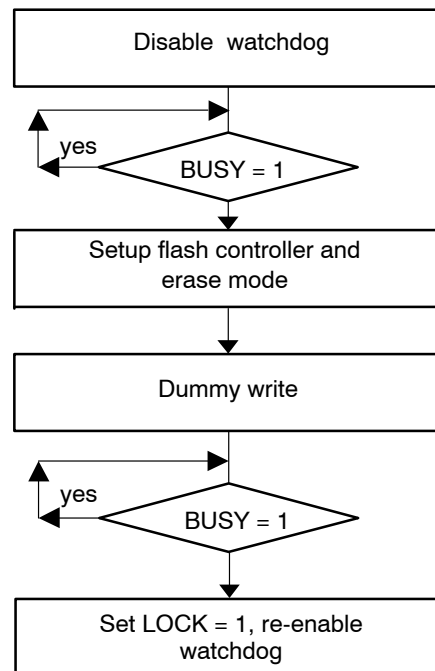 Disable watchdog
yes
BUSY = 1
Setup flash controller and
erase mode
Dummy write
yes
BUSY = 1
Set LOCK = 1, re-enable
watchdog